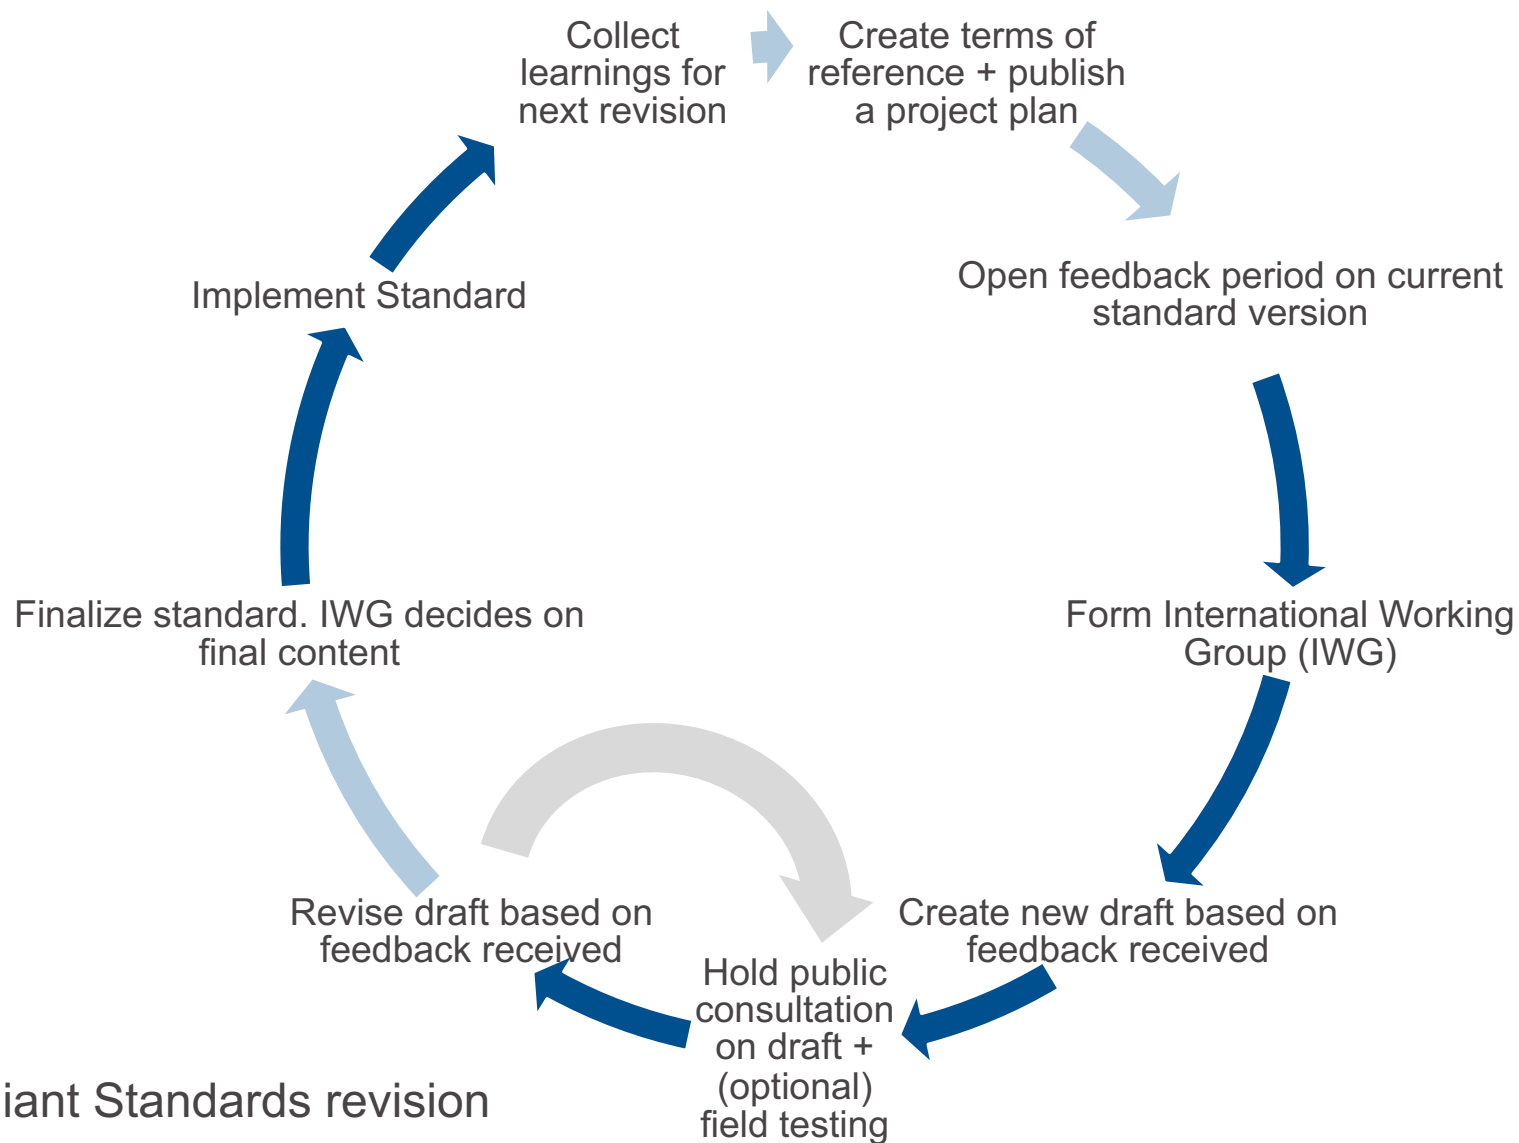 Collect
learnings for
next revision
Create terms of
reference + publish
a project plan
Open feedback period on current
standard version
Form International Working
Group (IWG)
Create new draft based on
feedback received
Hold public
consultation
on draft +
(optional)
field testing
Revise draft based on
feedback received
Finalize standard. IWG decides on
final content
Implement Standard
iant Standards revision